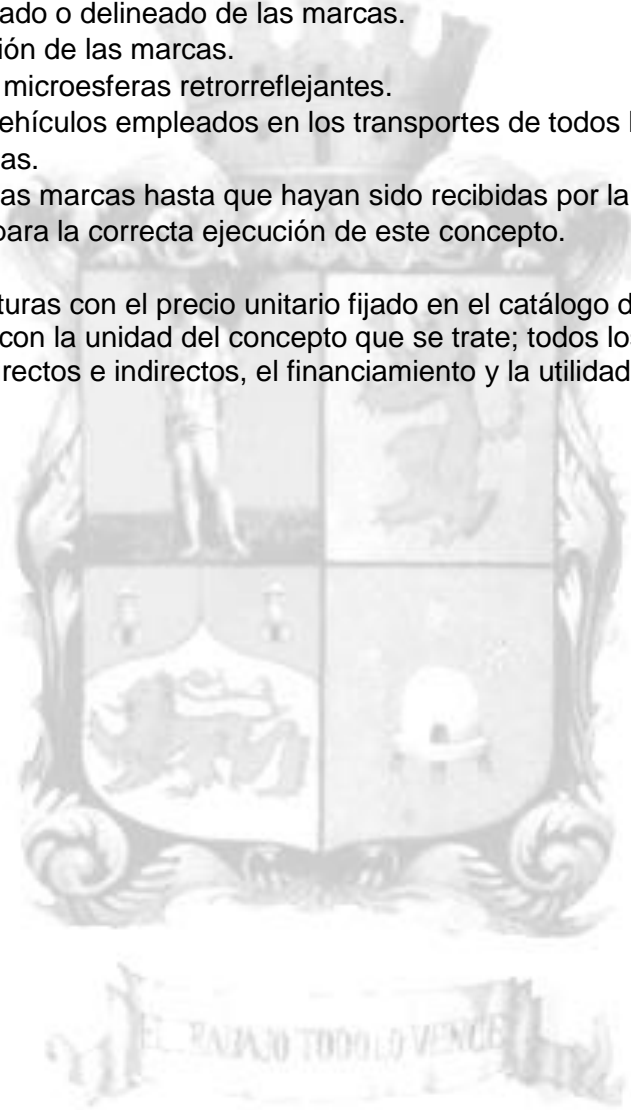 ado o delineado de las marcas.
ión de las marcas.
microesferas retrorreflejantes.
ehículos empleados en los transportes de todos l
as.
as marcas hasta que hayan sido recibidas por la
para la correcta ejecución de este concepto.
turas con el precio unitario fijado en el catálogo d
con la unidad del concepto que se trate; todos los
rectos e indirectos, el financiamiento y la utilidad
EL TRABAJO TODO LO VENCE